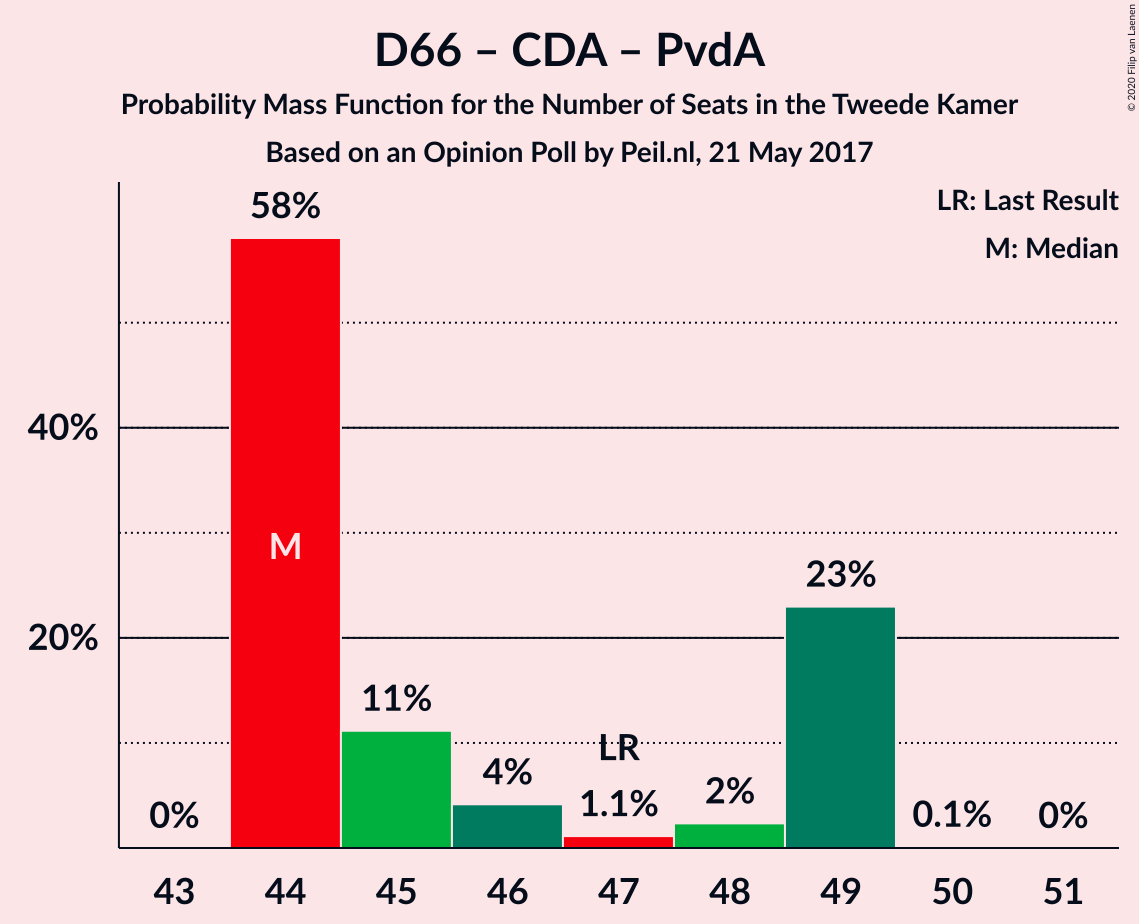 D66 – CDA – PvdA
Probability Mass Function for the Number of Seats in the Tweede Kamer
Based on an Opinion Poll by Peil.nl, 21 May 2017
© 2020 Filip van Laenen
LR: Last Result
M: Median
58%
40%
M
23%
20%
11%
LR
4%
1.1%
2%
0%
0.1%
0%
43 44 45 46 47 48 49 50 51